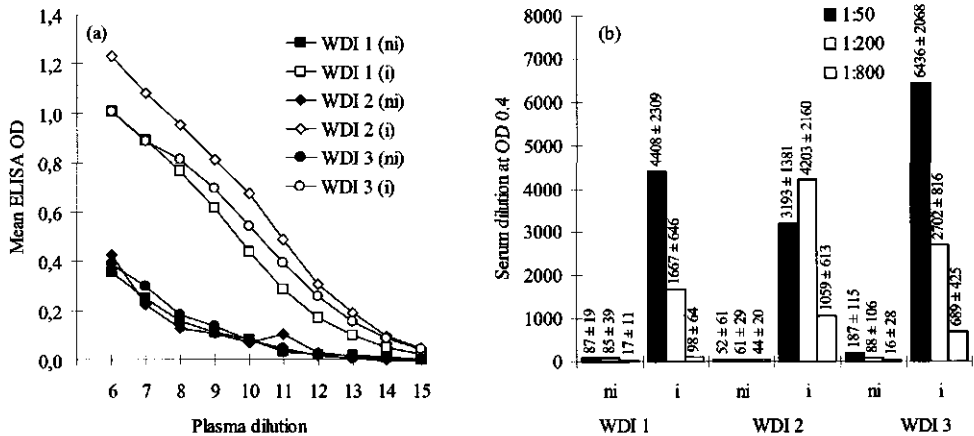 (a)
WDI 1 (ni)
WDI 1 (i)
WDI 2 (ni)
WDI 2 (i)
WDI 3 (ni)
WDI 3 (i)
Mean ELISA OD
1,4
1,2
1,0
0,8
0,6
0,4
0,2
0,0
6 7 8 9 10 11 12 13 14 15
Plasma dilution
(b)
1:50
1:200
1:800
Serum dilution at OD 0.4
8000
7000
6000
5000
4000
3000
2000
1000
0
87 ± 19
85 ± 39
17 ± 11
4408 ± 2309
1667 ± 646
98 ± 64
52 ± 61
61 ± 29
44 ± 20
3193 ± 1381
4203 ± 2160
1059 ± 613
187 ± 115
88 ± 106
16 ± 28
6436 ± 2068
2702 ± 816
689 ± 425
ni i ni i ni i
WDI 1 WDI 2 WDI 3